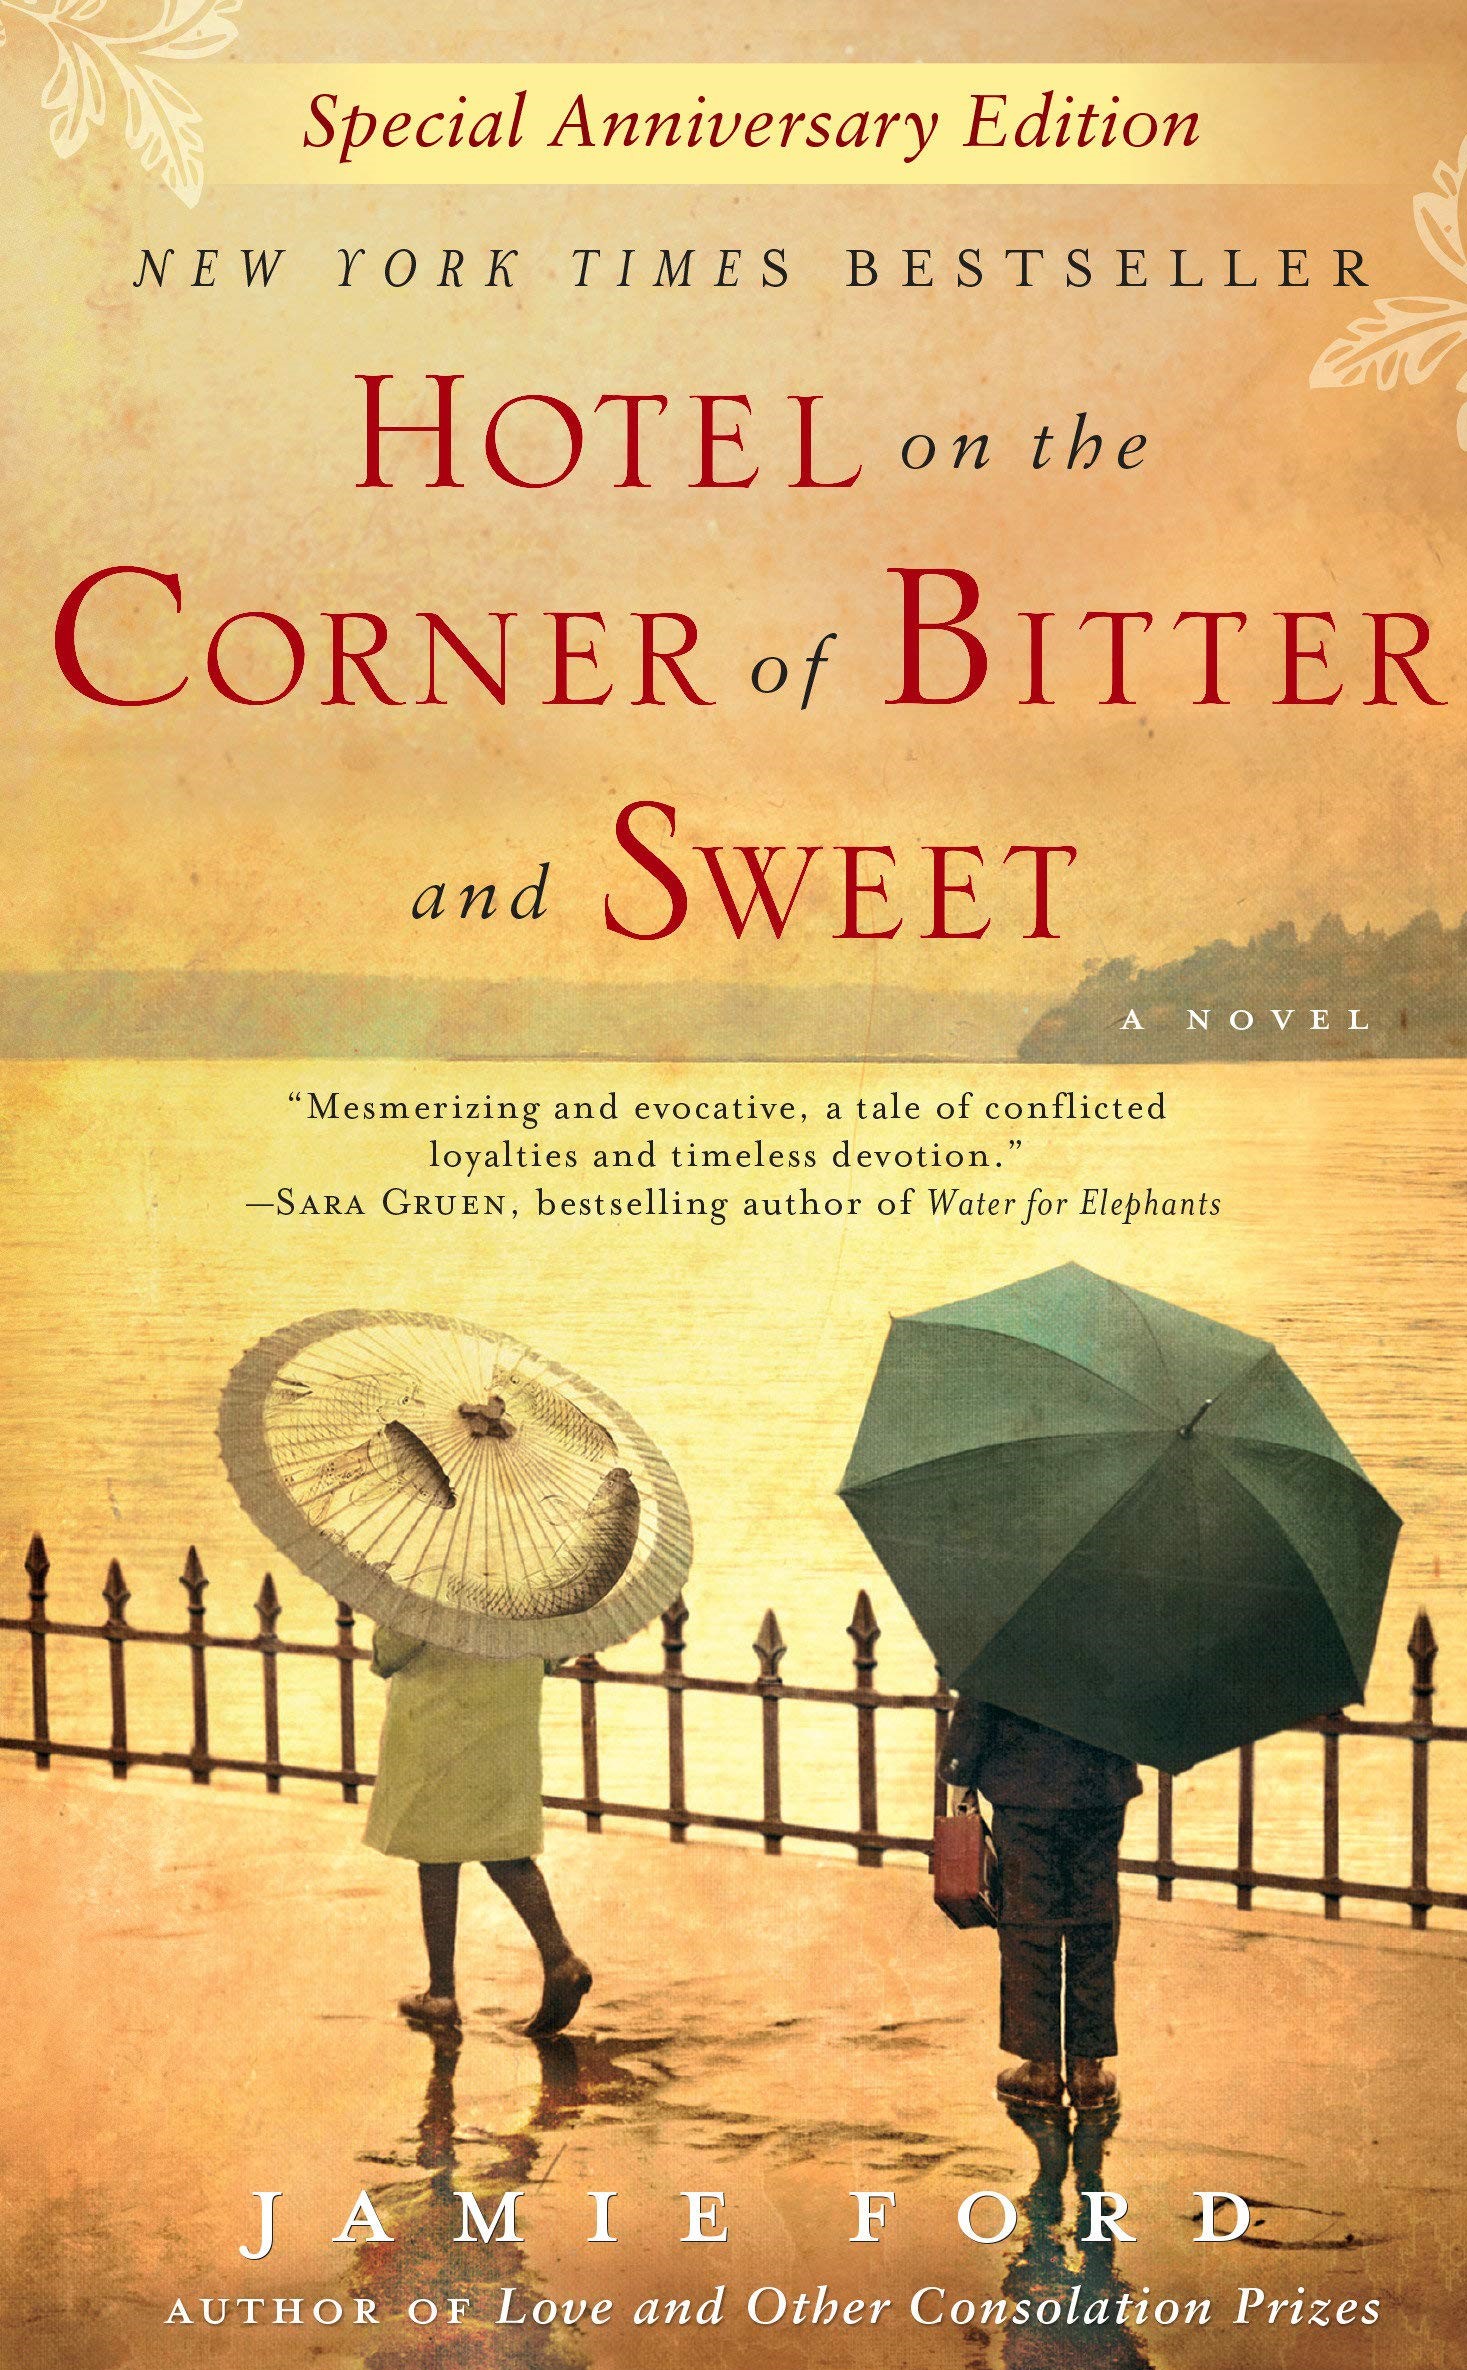 Special Anniversary Edition
NEW YORK TIMES BESTSELLER
HOTEL on the
CORNER of BITTER
and SWEET
A NOVEL
“Mesmerizing and evocative, a tale of conflicted
loyalties and timeless devotion.”
—SARA GRUEN, bestselling author of Water for Elephants
JAMIE FORD
AUTHOR OF Love and Other Consolation Prizes